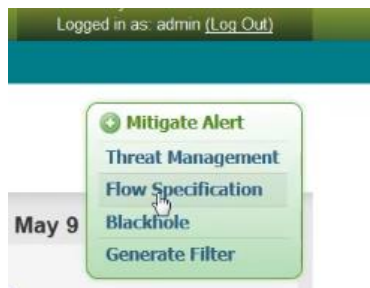 Logged in as: admin (Log Out)
Mitigate Alert
Threat Management
Flow Specification
May 9
Blackhole
Generate Filter